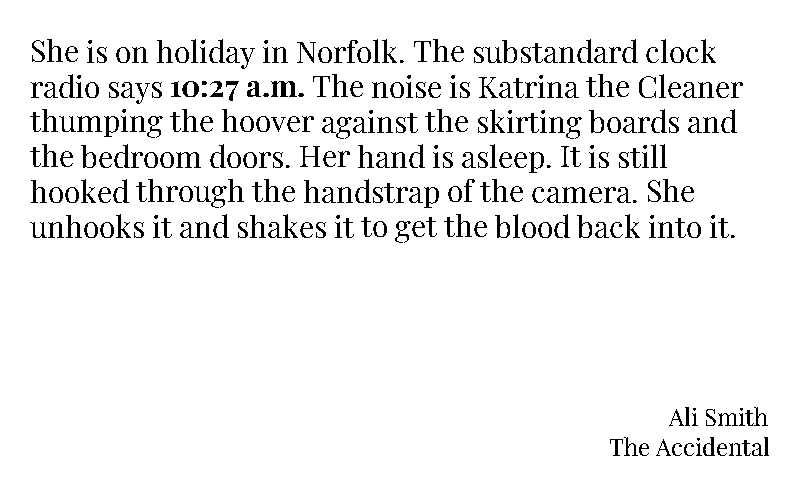 She is on holiday in Norfolk. The substandard clock
radio says 10:27 a.m. The noise is Katrina the Cleaner
thumping the hoover against the skirting boards and
the bedroom doors. Her hand is asleep. It is still
hooked through the handstrap of the camera. She
unhooks it and shakes it to get the blood back into it.
Ali Smith
The Accidental